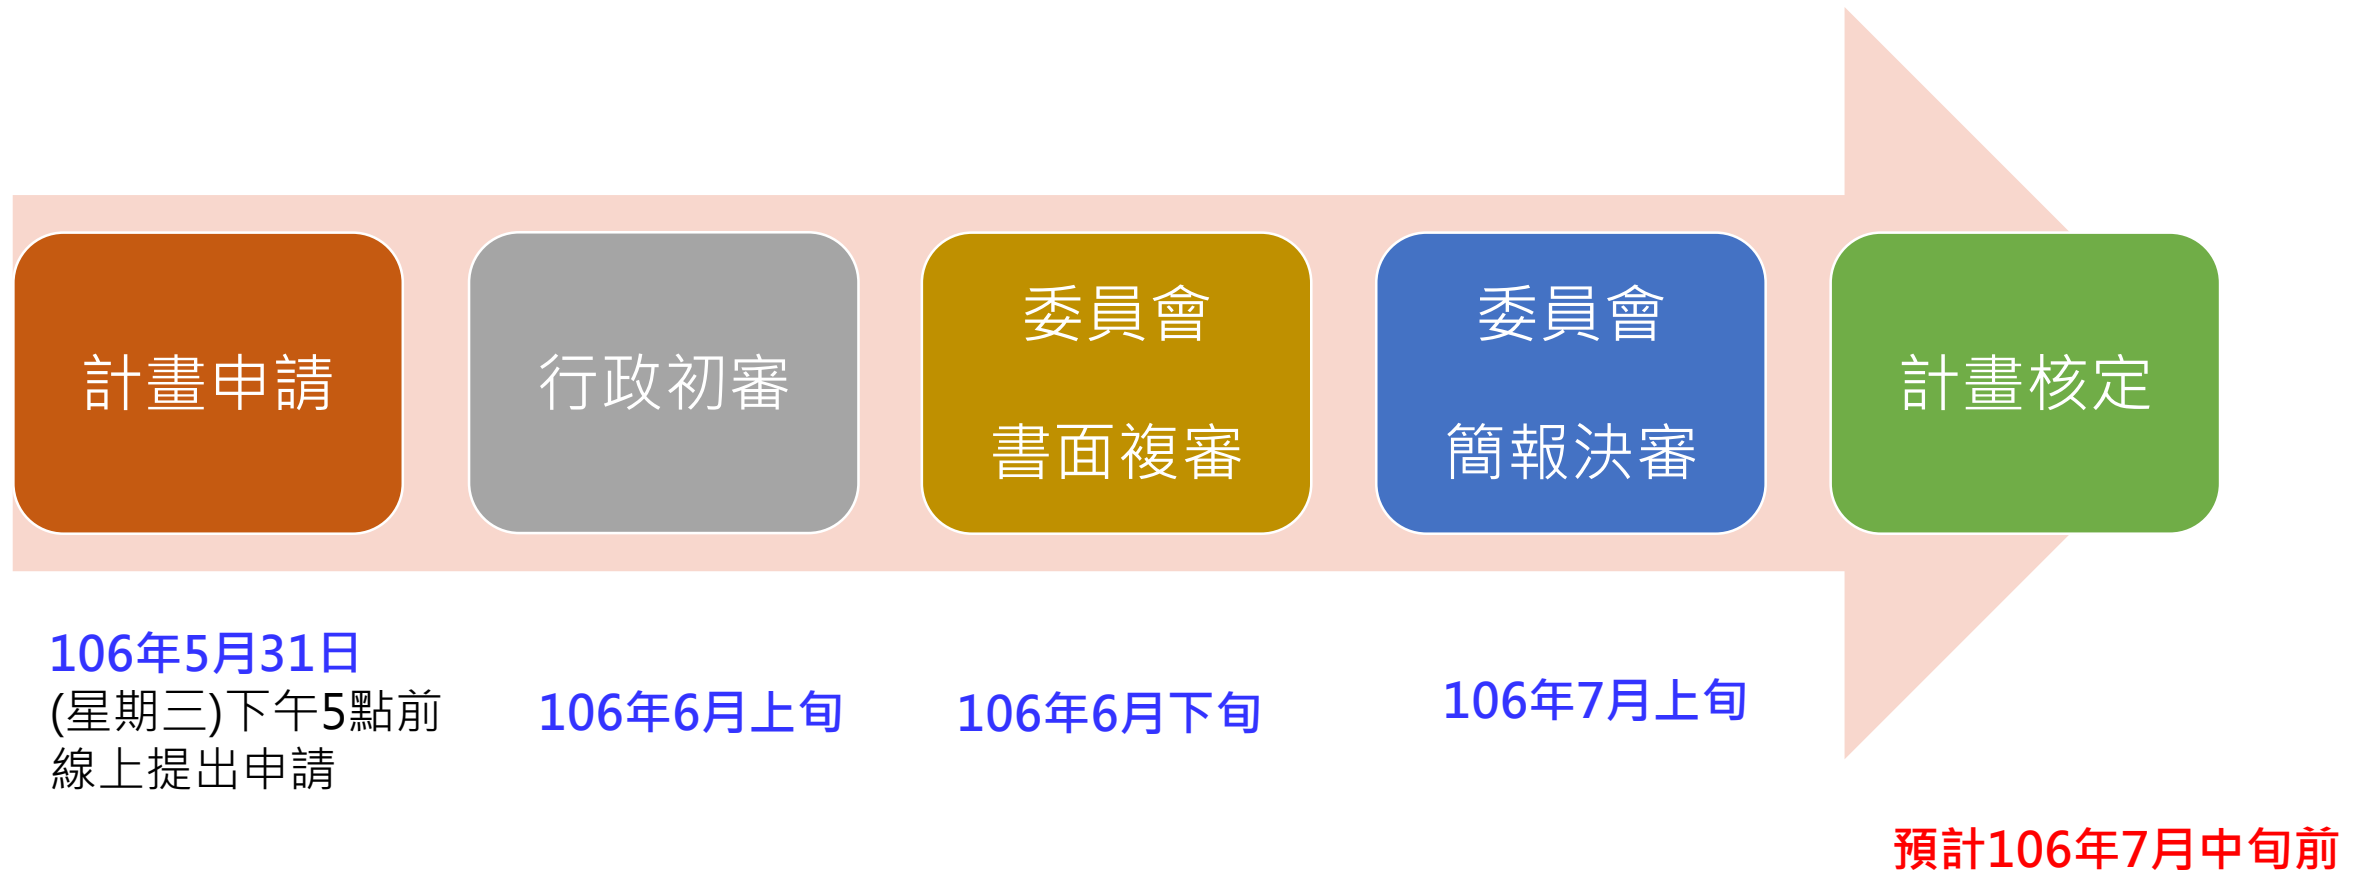 計畫申請
行政初審
委員會
書面複審
委員會
簡報決審
計畫核定
106年5月31日
(星期三)下午5點前
線上提出申請
106年6月上旬
106年6月下旬
106年7月上旬
預計106年7月中旬前